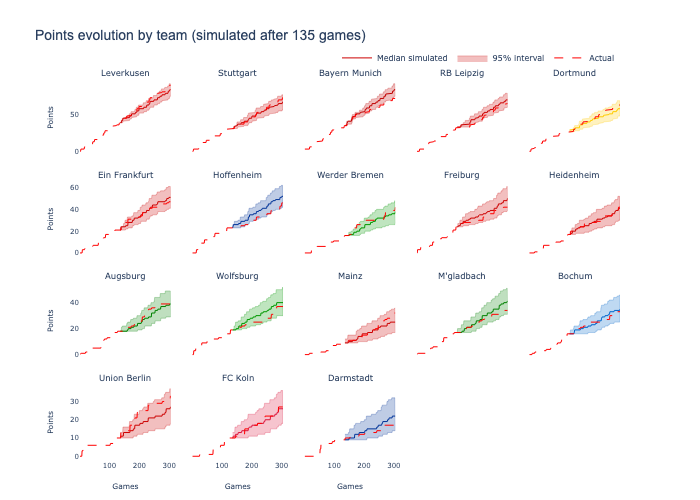 Points evolution by team (simulated after 135 games)
Median simulated 95% interval Actual
Leverkusen Stuttgart Bayern Munich RB Leipzig Dortmund
Points
50
0
Ein Frankfurt Hoffenheim Werder Bremen Freiburg Heidenheim
Points
60
40
20
0
Augsburg Wolfsburg Mainz M'gladbach Bochum
Points
40
20
0
Union Berlin FC Koln Darmstadt
Points
30
20
10
0
100 200 300 100 200 300 100 200 300
Games Games Games